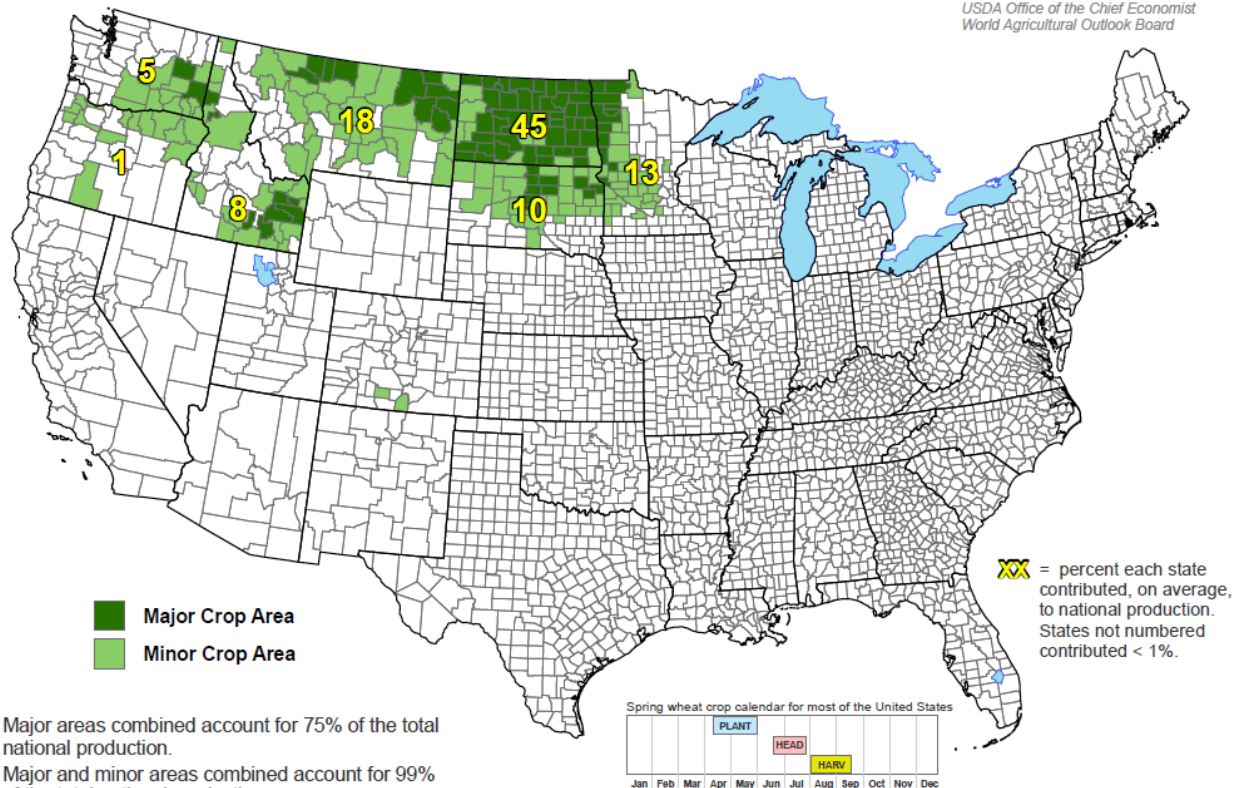 USDA Office of the Chief Economist
World Agricultural Outlook Board
5
18
45
13
1
8
10
XX = percent each state
contributed, on average,
to national production.
States not numbered
contributed < 1%.
Major Crop Area
Minor Crop Area
Major areas combined account for 75% of the total
national production.
Major and minor areas combined account for 99%
Spring wheat crop calendar for most of the United States
PLANT
HEAD
HARV
Jan Feb Mar Apr May Jun Jul Aug Sep Oct Nov Dec